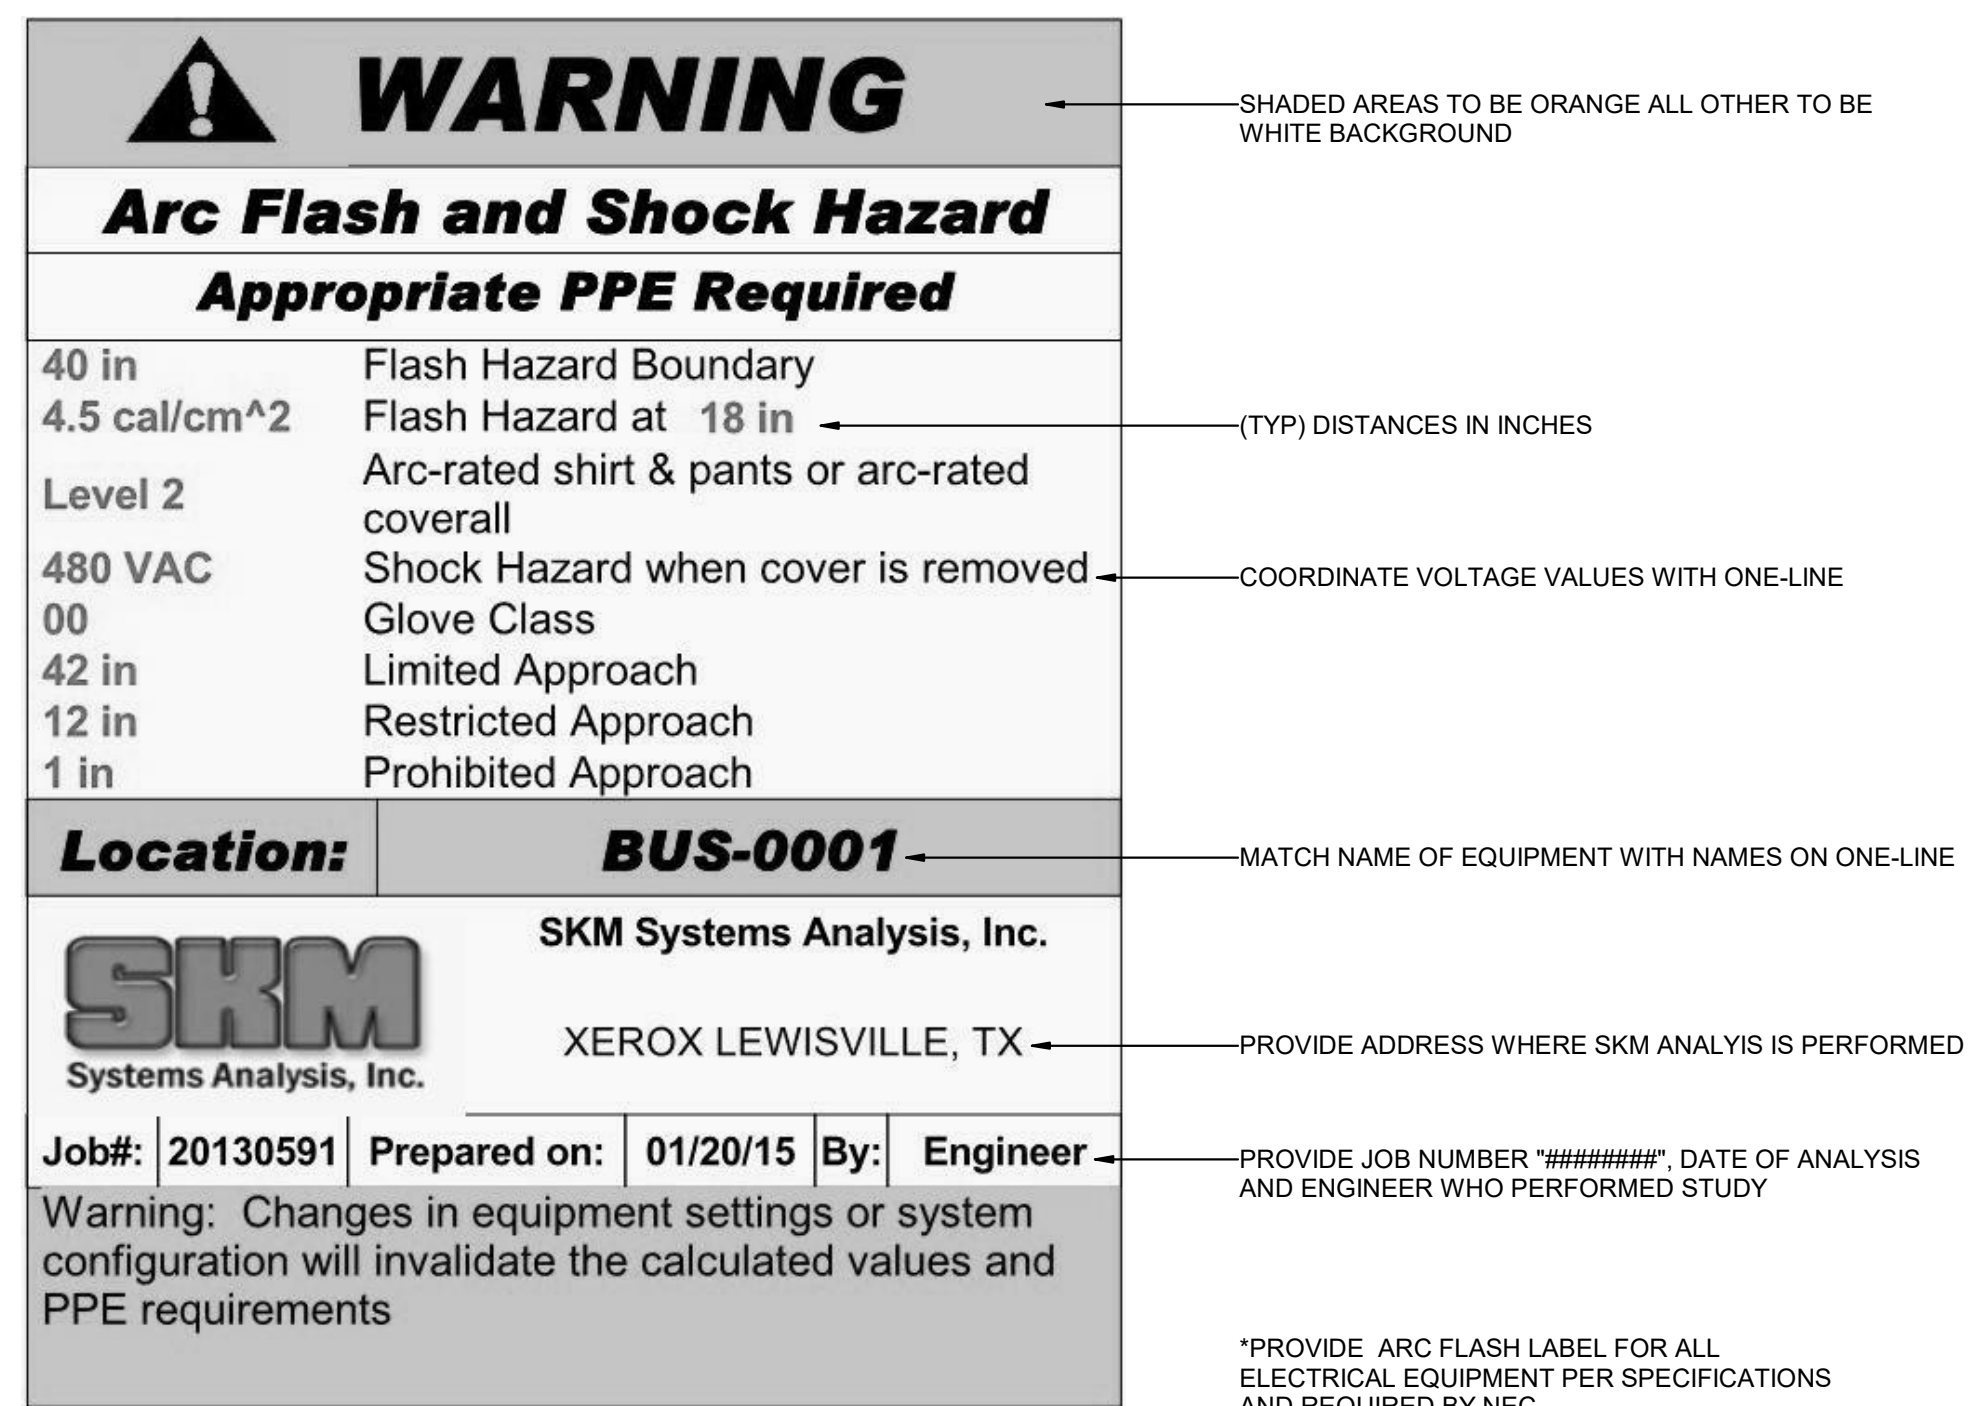 WARNING
SHADED AREAS TO BE ORANGE ALL OTHER TO BE
WHITE BACKGROUND
Arc Flash and Shock Hazard
Appropriate PPE Required
40 in Flash Hazard Boundary
4.5 cal/cm^2 Flash Hazard at 18 in
(TYP) DISTANCES IN INCHES
Level 2 Arc-rated shirt & pants or arc-rated
coverall
480 VAC Shock Hazard when cover is removed
COORDINATE VOLTAGE VALUES WITH ONE-LINE
00 Glove Class
42 in Limited Approach
12 in Restricted Approach
1 in Prohibited Approach
Location: BUS-0001
MATCH NAME OF EQUIPMENT WITH NAMES ON ONE-LINE
SKM
Systems Analysis, Inc.
SKM Systems Analysis, Inc.
XEROX LEWISVILLE, TX
PROVIDE ADDRESS WHERE SKM ANALYIS IS PERFORMED
Job#: 20130591 Prepared on: 01/20/15 By: Engineer
PROVIDE JOB NUMBER "########", DATE OF ANALYSIS
AND ENGINEER WHO PERFORMED STUDY
Warning: Changes in equipment settings or system
configuration will invalidate the calculated values and
PPE requirements
*PROVIDE ARC FLASH LABEL FOR ALL
ELECTRICAL EQUIPMENT PER SPECIFICATIONS
AND REQUIRED BY NEC